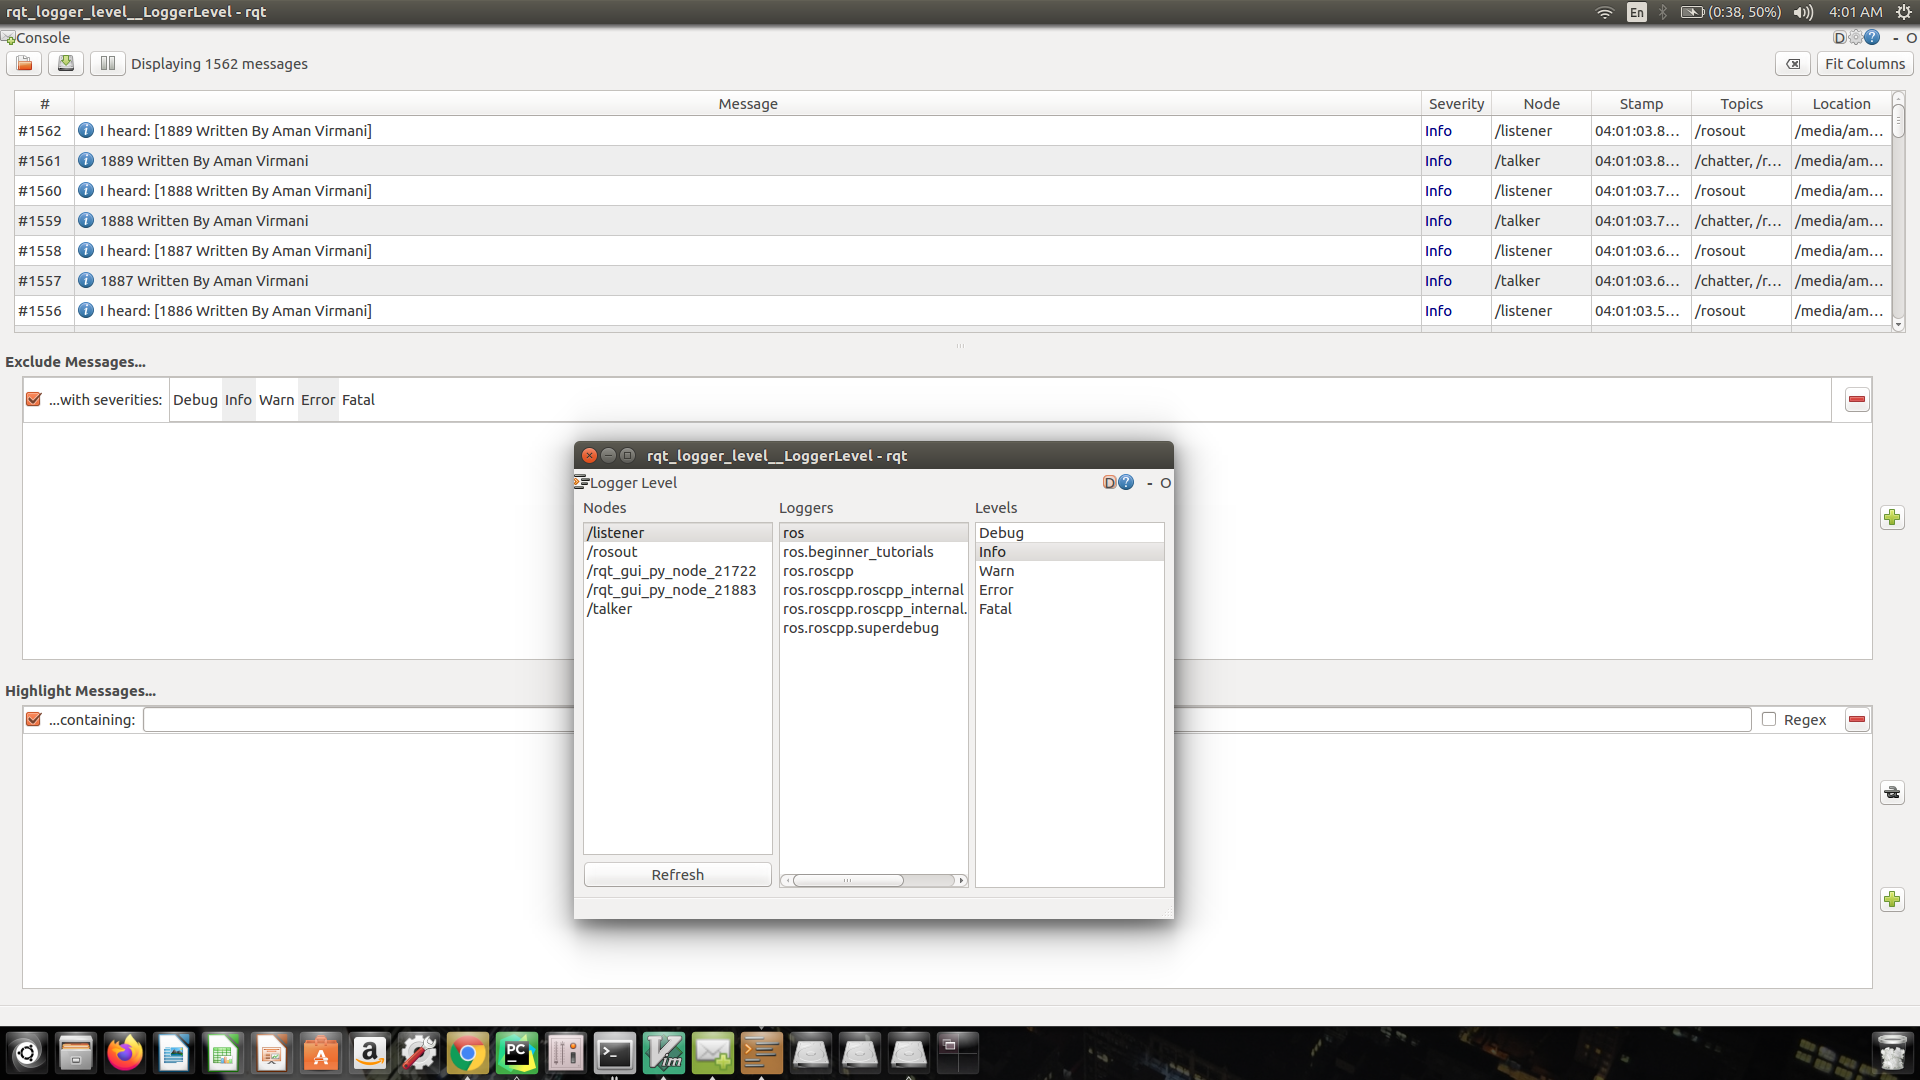 rqt_logger_level__LoggerLevel - rqt
En (0:38, 50%) 4:01 AM
Console D ? - O
Displaying 1562 messages Fit Columns
# Message Severity Node Stamp Topics Location
#1562 I heard: [1889 Written By Aman Virmani] Info /listener 04:01:03.8... /rosout /media/am...
#1561 1889 Written By Aman Virmani Info /talker 04:01:03.8... /chatter, /r... /media/am...
#1560 I heard: [1888 Written By Aman Virmani] Info /listener 04:01:03.7... /rosout /media/am...
#1559 1888 Written By Aman Virmani Info /talker 04:01:03.7... /chatter, /r... /media/am...
#1558 I heard: [1887 Written By Aman Virmani] Info /listener 04:01:03.6... /rosout /media/am...
#1557 1887 Written By Aman Virmani Info /talker 04:01:03.6... /chatter, /r... /media/am...
#1556 I heard: [1886 Written By Aman Virmani] Info /listener 04:01:03.5... /rosout /media/am...
Exclude Messages...
...with severities: Debug Info Warn Error Fatal
rqt_logger_level__LoggerLevel - rqt
Logger Level D ? - O
Nodes Loggers Levels
/listener ros Debug
/rosout ros.beginner_tutorials Info
/rqt_gui_py_node_21722 ros.roscpp Warn
/rqt_gui_py_node_21883 ros.roscpp.roscpp_internal Error
/talker ros.roscpp.roscpp_internal. Fatal
ros.roscpp.superdebug
Refresh
Highlight Messages...
...containing: Regex
PC
Vim